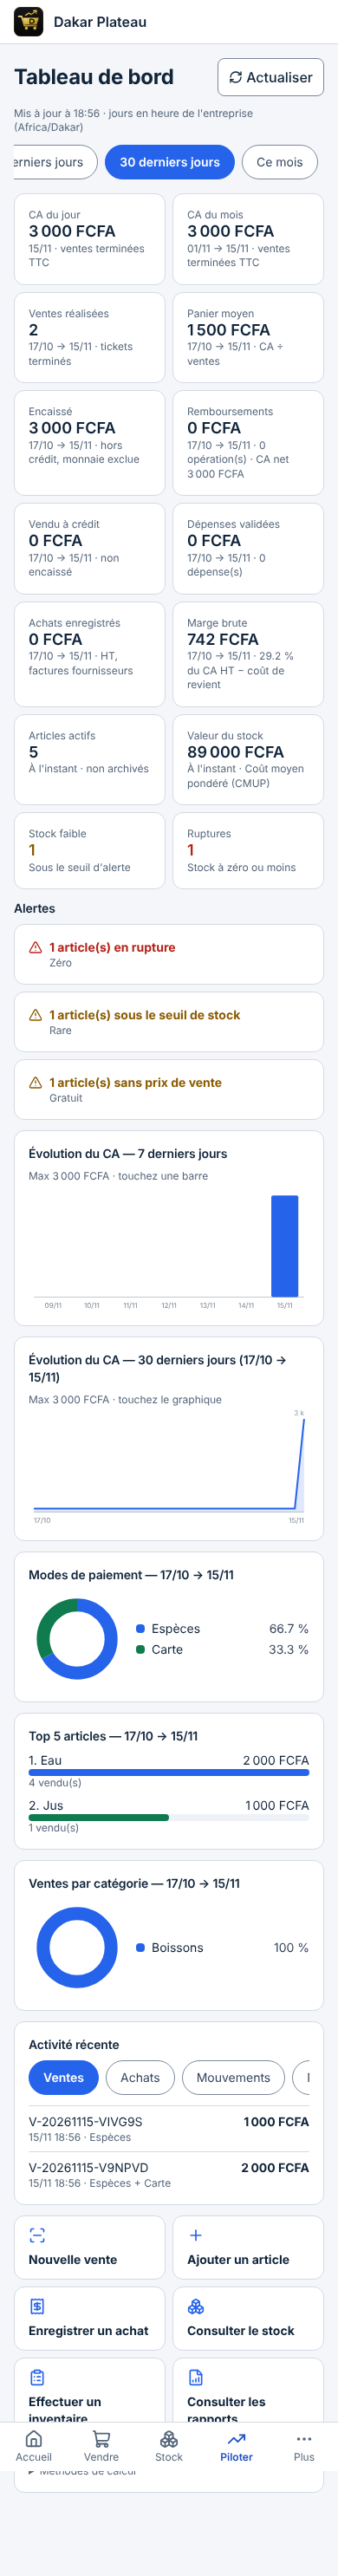 Dakar Plateau
Tableau de bord
Actualiser
Mis à jour à 18:56 · jours en heure de l'entreprise
(Africa/Dakar)
erniers jours
30 derniers jours
Ce mois
CA du jour
3 000 FCFA
15/11 · ventes terminées
TTC
CA du mois
3 000 FCFA
01/11 → 15/11 · ventes
terminées TTC
Ventes réalisées
2
17/10 → 15/11 · tickets
terminés
Panier moyen
1 500 FCFA
17/10 → 15/11 · CA ÷
ventes
Encaissé
3 000 FCFA
17/10 → 15/11 · hors
crédit, monnaie exclue
Remboursements
0 FCFA
17/10 → 15/11 · 0
opération(s) · CA net
3 000 FCFA
Vendu à crédit
0 FCFA
17/10 → 15/11 · non
encaissé
Dépenses validées
0 FCFA
17/10 → 15/11 · 0
dépense(s)
Achats enregistrés
0 FCFA
17/10 → 15/11 · HT,
factures fournisseurs
Marge brute
742 FCFA
17/10 → 15/11 · 29.2 %
du CA HT − coût de
revient
Articles actifs
5
À l'instant · non archivés
Valeur du stock
89 000 FCFA
À l'instant · Coût moyen
pondéré (CMUP)
Stock faible
1
Sous le seuil d'alerte
Ruptures
1
Stock à zéro ou moins
Alertes
1 article(s) en rupture
Zéro
1 article(s) sous le seuil de stock
Rare
1 article(s) sans prix de vente
Gratuit
Évolution du CA — 7 derniers jours
Max 3 000 FCFA · touchez une barre
09/11 10/11 11/11 12/11 13/11 14/11 15/11
Évolution du CA — 30 derniers jours (17/10 →
15/11)
Max 3 000 FCFA · touchez le graphique
3 k
17/10 15/11
Modes de paiement — 17/10 → 15/11
Espèces 66.7 %
Carte 33.3 %
Top 5 articles — 17/10 → 15/11
1. Eau 2 000 FCFA
4 vendu(s)
2. Jus 1 000 FCFA
1 vendu(s)
Ventes par catégorie — 17/10 → 15/11
Boissons 100 %
Activité récente
Ventes
Achats
Mouvements
V-20261115-VIVG9S 1 000 FCFA
15/11 18:56 · Espèces
V-20261115-V9NPVD 2 000 FCFA
15/11 18:56 · Espèces + Carte
Nouvelle vente
Ajouter un article
Enregistrer un achat
Consulter le stock
Effectuer un
inventaire
Consulter les
rapports
Méthodes de calcul
Accueil
Vendre
Stock
Piloter
Plus